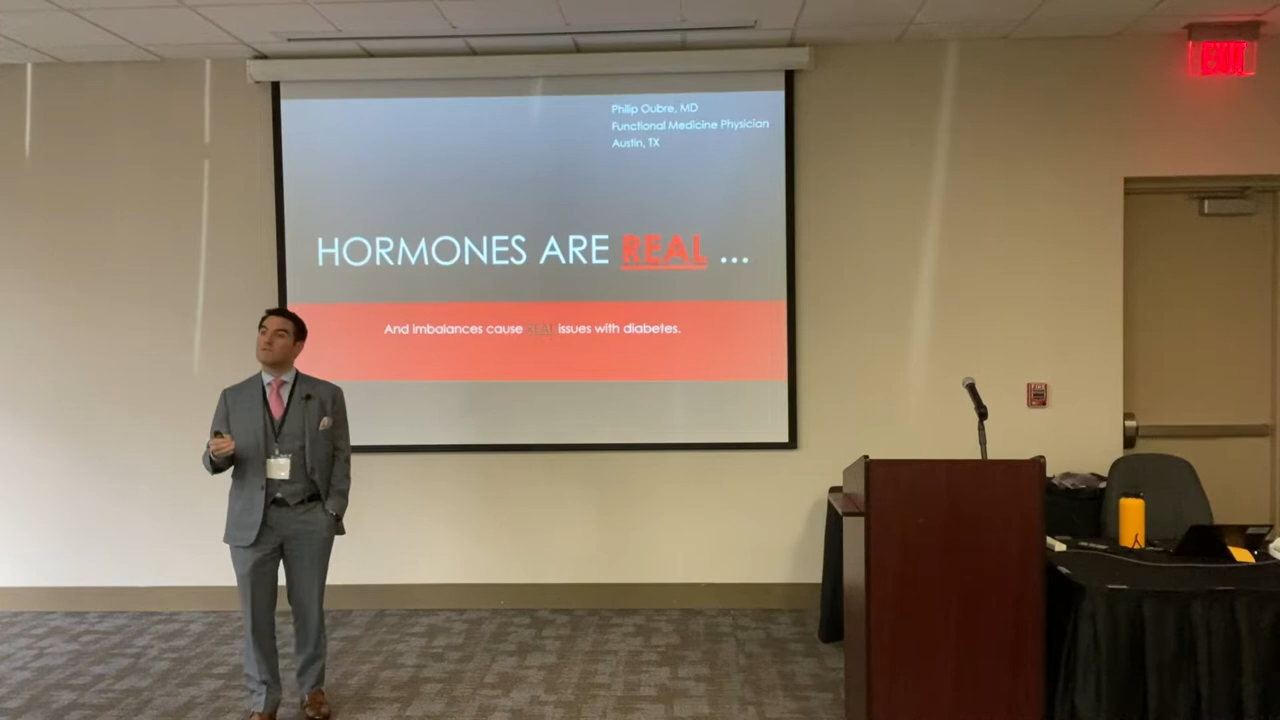 Philip Oubre, MD
Functional Medicine Physician
Austin, TX
HORMONES ARE REAL ...
And imbalances cause REAL issues with diabetes.
EXIT
FIRE